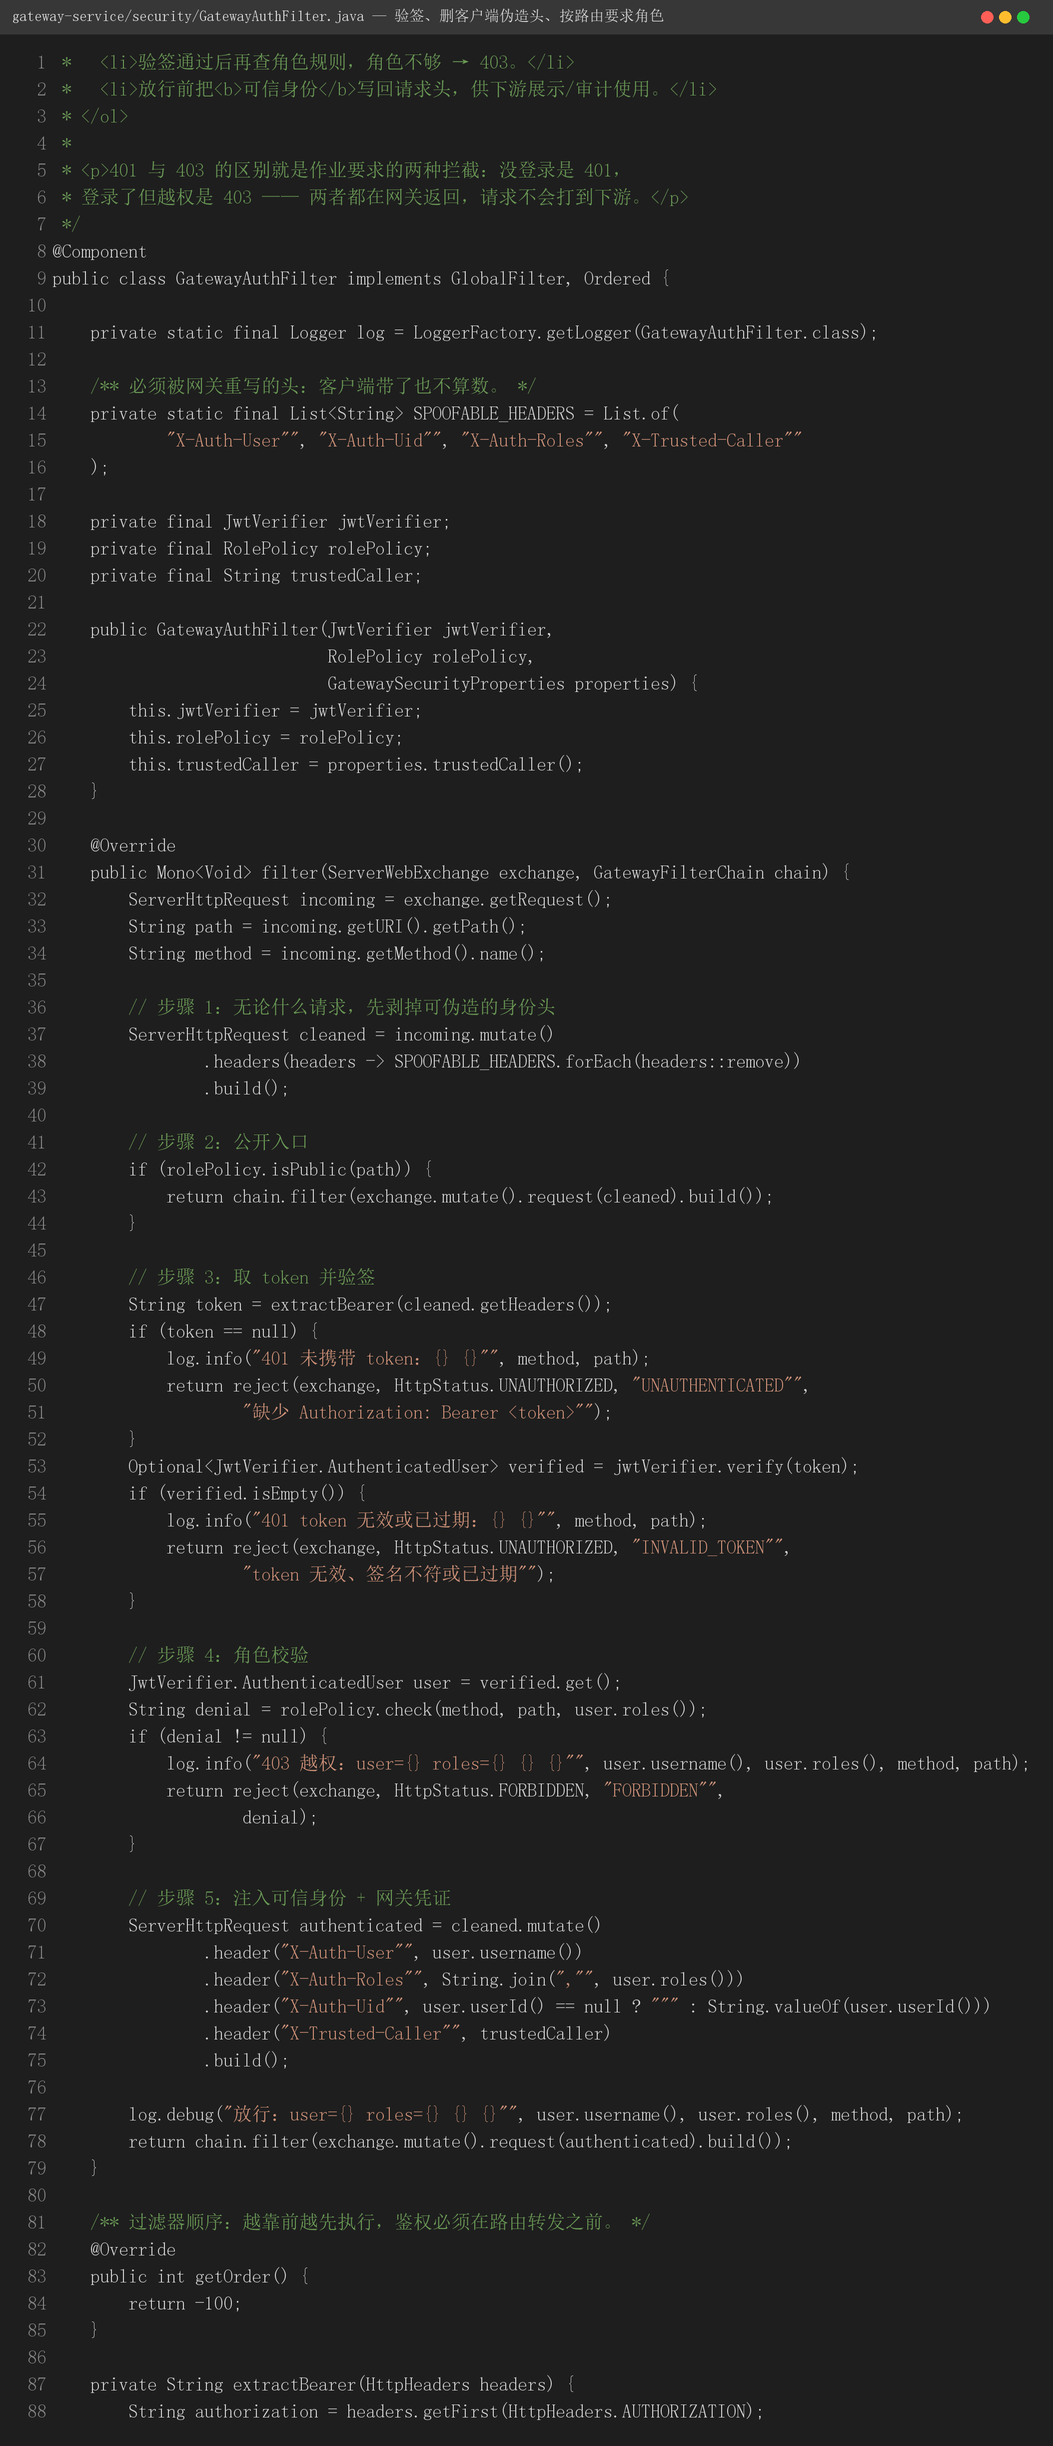 gateway-service/security/GatewayAuthFilter.java — 验签、删客户端伪造头、按路由要求角色
1 *   <li>验签通过后再查角色规则，角色不够 → 403。</li>
2 *   <li>放行前把<b>可信身份</b>写回请求头，供下游展示/审计使用。</li>
3 * </ol>
4 *
5 * <p>401 与 403 的区别就是作业要求的两种拦截：没登录是 401，
6 * 登录了但越权是 403 —— 两者都在网关返回，请求不会打到下游。</p>
7 */
8 @Component
9 public class GatewayAuthFilter implements GlobalFilter, Ordered {
10
11     private static final Logger log = LoggerFactory.getLogger(GatewayAuthFilter.class);
12
13     /** 必须被网关重写的头：客户端带了也不算数。 */
14     private static final List<String> SPOOFABLE_HEADERS = List.of(
15             "X-Auth-User"", "X-Auth-Uid"", "X-Auth-Roles"", "X-Trusted-Caller""
16     );
17
18     private final JwtVerifier jwtVerifier;
19     private final RolePolicy rolePolicy;
20     private final String trustedCaller;
21
22     public GatewayAuthFilter(JwtVerifier jwtVerifier,
23                              RolePolicy rolePolicy,
24                              GatewaySecurityProperties properties) {
25         this.jwtVerifier = jwtVerifier;
26         this.rolePolicy = rolePolicy;
27         this.trustedCaller = properties.trustedCaller();
28     }
29
30     @Override
31     public Mono<Void> filter(ServerWebExchange exchange, GatewayFilterChain chain) {
32         ServerHttpRequest incoming = exchange.getRequest();
33         String path = incoming.getURI().getPath();
34         String method = incoming.getMethod().name();
35
36         // 步骤 1：无论什么请求，先剥掉可伪造的身份头
37         ServerHttpRequest cleaned = incoming.mutate()
38                 .headers(headers -> SPOOFABLE_HEADERS.forEach(headers::remove))
39                 .build();
40
41         // 步骤 2：公开入口
42         if (rolePolicy.isPublic(path)) {
43             return chain.filter(exchange.mutate().request(cleaned).build());
44         }
45
46         // 步骤 3：取 token 并验签
47         String token = extractBearer(cleaned.getHeaders());
48         if (token == null) {
49             log.info("401 未携带 token：{} {}"", method, path);
50             return reject(exchange, HttpStatus.UNAUTHORIZED, "UNAUTHENTICATED"",
51                     "缺少 Authorization: Bearer <token>"");
52         }
53         Optional<JwtVerifier.AuthenticatedUser> verified = jwtVerifier.verify(token);
54         if (verified.isEmpty()) {
55             log.info("401 token 无效或已过期：{} {}"", method, path);
56             return reject(exchange, HttpStatus.UNAUTHORIZED, "INVALID_TOKEN"",
57                     "token 无效、签名不符或已过期"");
58         }
59
60         // 步骤 4：角色校验
61         JwtVerifier.AuthenticatedUser user = verified.get();
62         String denial = rolePolicy.check(method, path, user.roles());
63         if (denial != null) {
64             log.info("403 越权：user={} roles={} {} {}"", user.username(), user.roles(), method, path);
65             return reject(exchange, HttpStatus.FORBIDDEN, "FORBIDDEN"",
66                     denial);
67         }
68
69         // 步骤 5：注入可信身份 + 网关凭证
70         ServerHttpRequest authenticated = cleaned.mutate()
71                 .header("X-Auth-User"", user.username())
72                 .header("X-Auth-Roles"", String.join(","", user.roles()))
73                 .header("X-Auth-Uid"", user.userId() == null ? """ : String.valueOf(user.userId()))
74                 .header("X-Trusted-Caller"", trustedCaller)
75                 .build();
76
77         log.debug("放行：user={} roles={} {} {}"", user.username(), user.roles(), method, path);
78         return chain.filter(exchange.mutate().request(authenticated).build());
79     }
80
81     /** 过滤器顺序：越靠前越先执行，鉴权必须在路由转发之前。 */
82     @Override
83     public int getOrder() {
84         return -100;
85     }
86
87     private String extractBearer(HttpHeaders headers) {
88         String authorization = headers.getFirst(HttpHeaders.AUTHORIZATION);